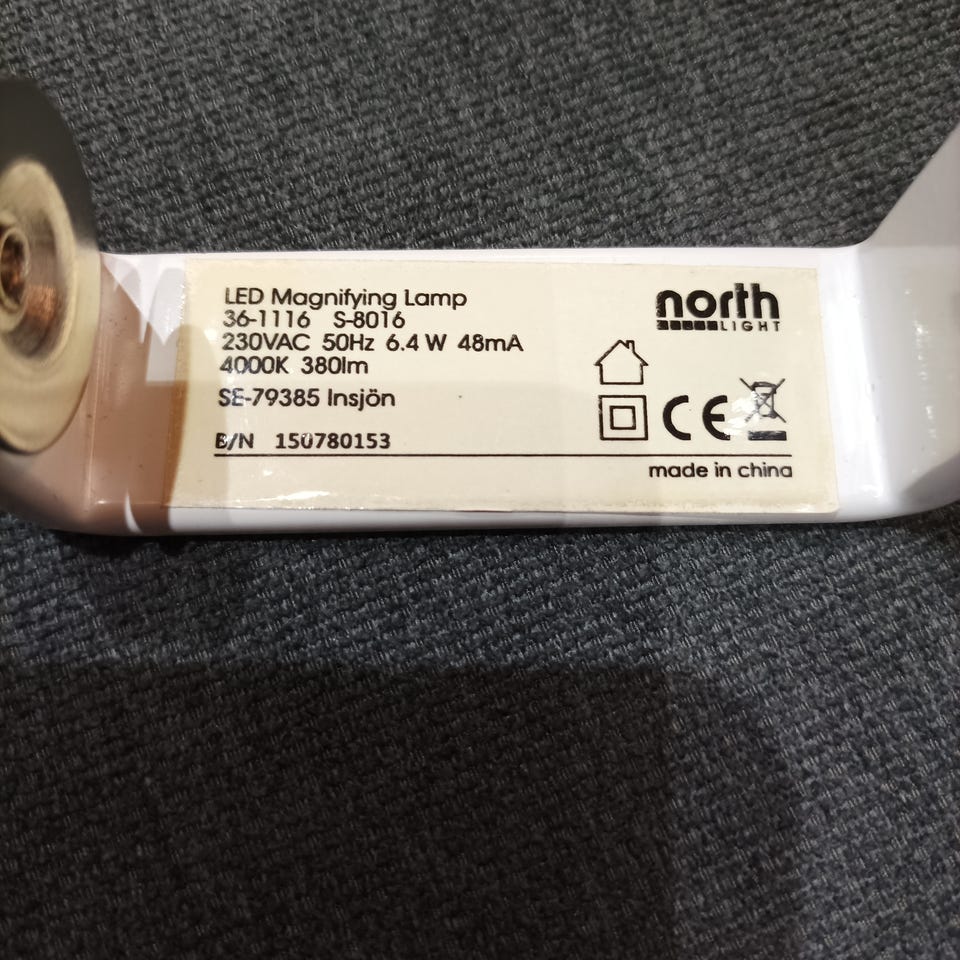 LED Magnifying Lamp
36-1116 S-8016
230VAC 50Hz 6.4 W 48mA
4000K 380lm
SE-79385 Insjön
B/N 150780153
north
LIGHT
CE
made in china